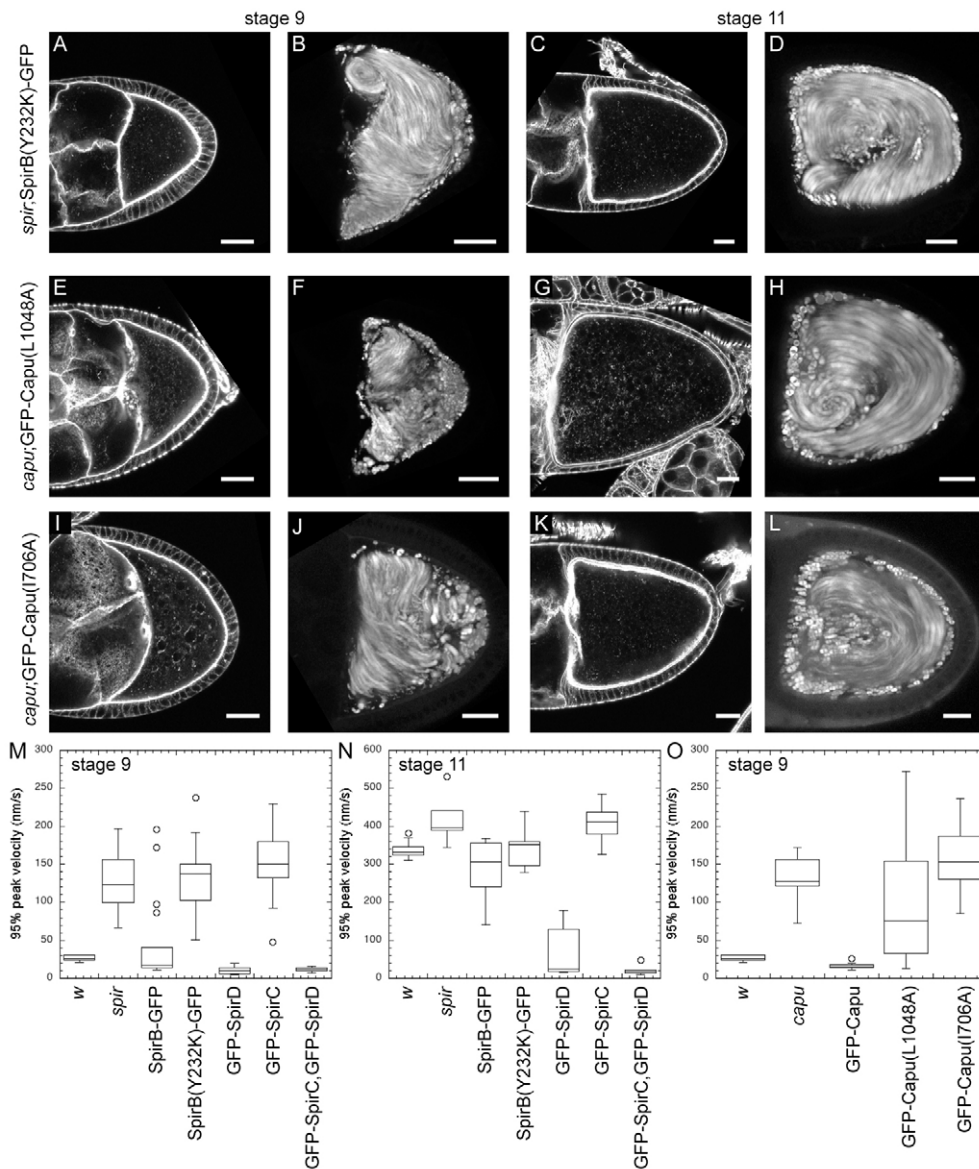 stage 9 stage 11
spir;SpirB(Y232K)-GFP
A B C D
capu;GFP-Capu(L1048A)
E F G H
capu;GFP-Capu(I706A)
I J K L
M stage 9
95% peak velocity (nm/s)
300
250
200
150
100
50
0
w
spir
SpirB-GFP
SpirB(Y232K)-GFP
GFP-SpirD
GFP-SpirC
GFP-SpirC,GFP-SpirD
N stage 11
95% peak velocity (nm/s)
600
500
400
300
200
100
0
w
spir
SpirB-GFP
SpirB(Y232K)-GFP
GFP-SpirD
GFP-SpirC
GFP-SpirC,GFP-SpirD
O stage 9
95% peak velocity (nm/s)
300
250
200
150
100
50
0
w
capu
GFP-Capu
GFP-Capu(L1048A)
GFP-Capu(I706A)